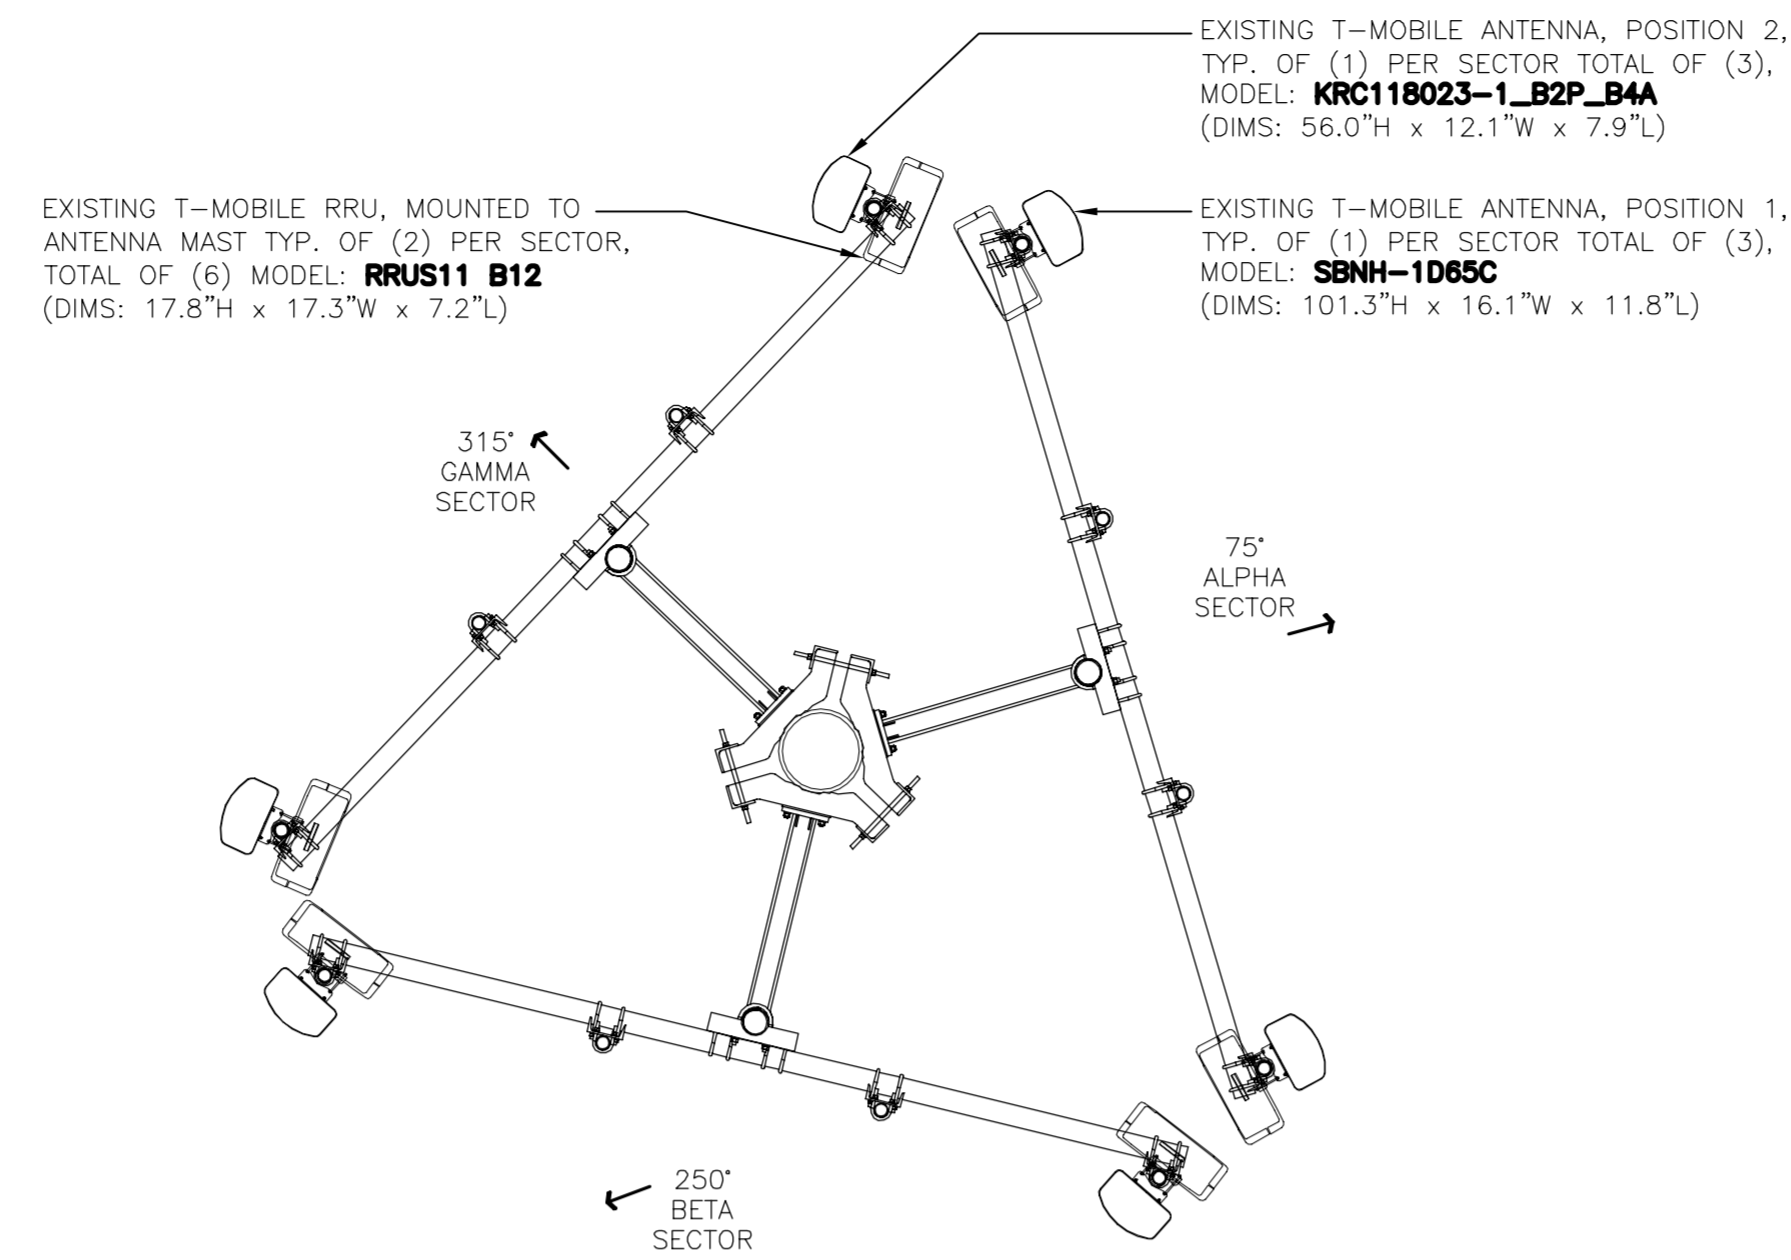 EXISTING T-MOBILE ANTENNA, POSITION 2,
TYP. OF (1) PER SECTOR TOTAL OF (3),
MODEL: KRC118023-1_B2P_B4A
(DIMS: 56.0"H x 12.1"W x 7.9"L)
EXISTING T-MOBILE RRU, MOUNTED TO
ANTENNA MAST TYP. OF (2) PER SECTOR,
TOTAL OF (6) MODEL: RRUS11 B12
(DIMS: 17.8"H x 17.3"W x 7.2"L)
EXISTING T-MOBILE ANTENNA, POSITION 1,
TYP. OF (1) PER SECTOR TOTAL OF (3),
MODEL: SBNH-1D65C
(DIMS: 101.3"H x 16.1"W x 11.8"L)
315°
GAMMA
SECTOR
75°
ALPHA
SECTOR
250°
BETA
SECTOR